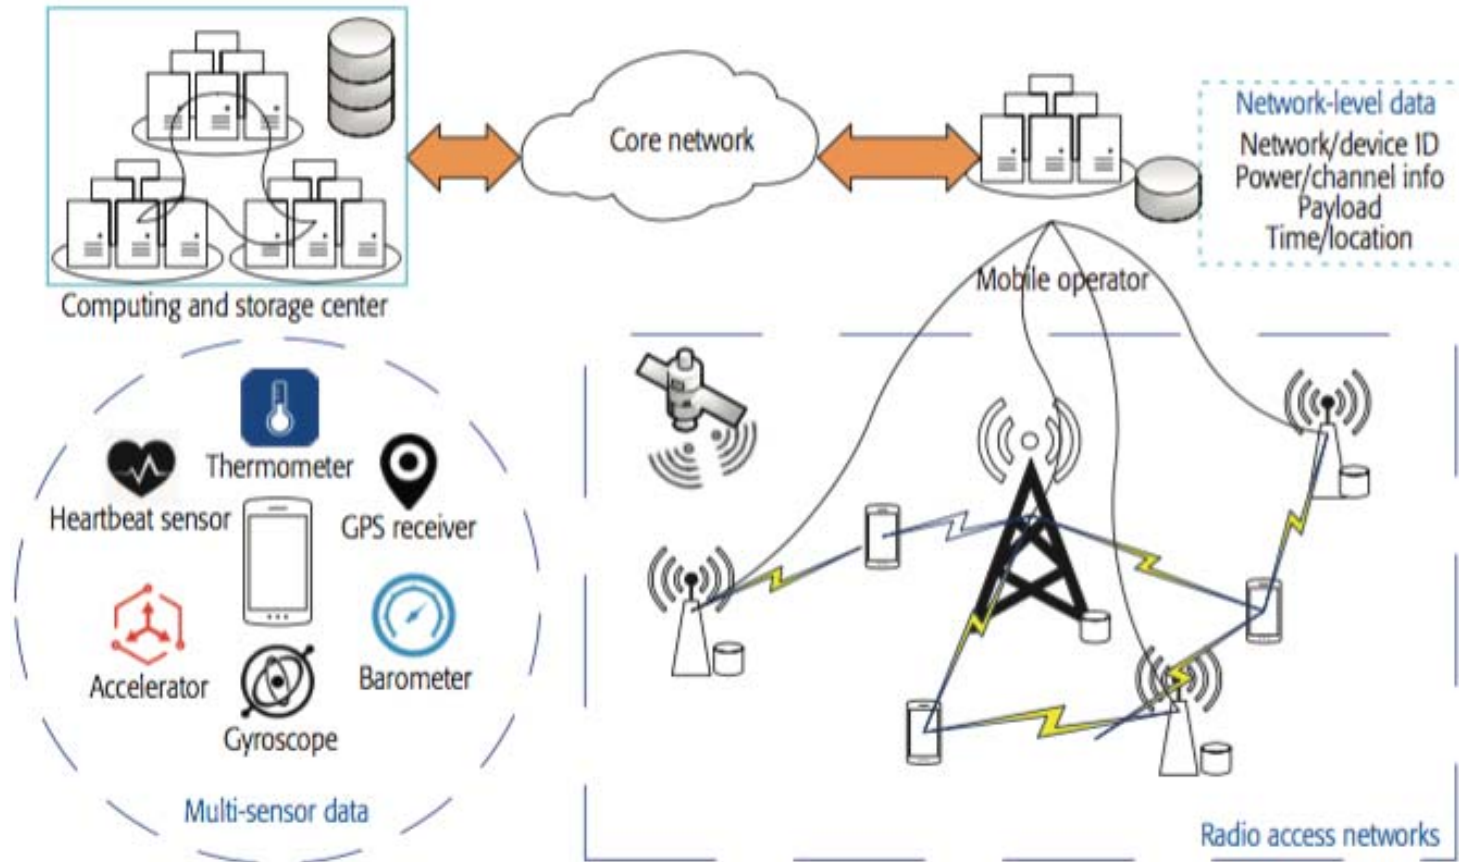 Network-level data
Network/device ID
Power/channel info
Payload
Time/location
Core network
Mobile operator
Computing and storage center
Thermometer
Heartbeat sensor
GPS receiver
Accelerator
Barometer
Gyroscope
Multi-sensor data
Radio access networks